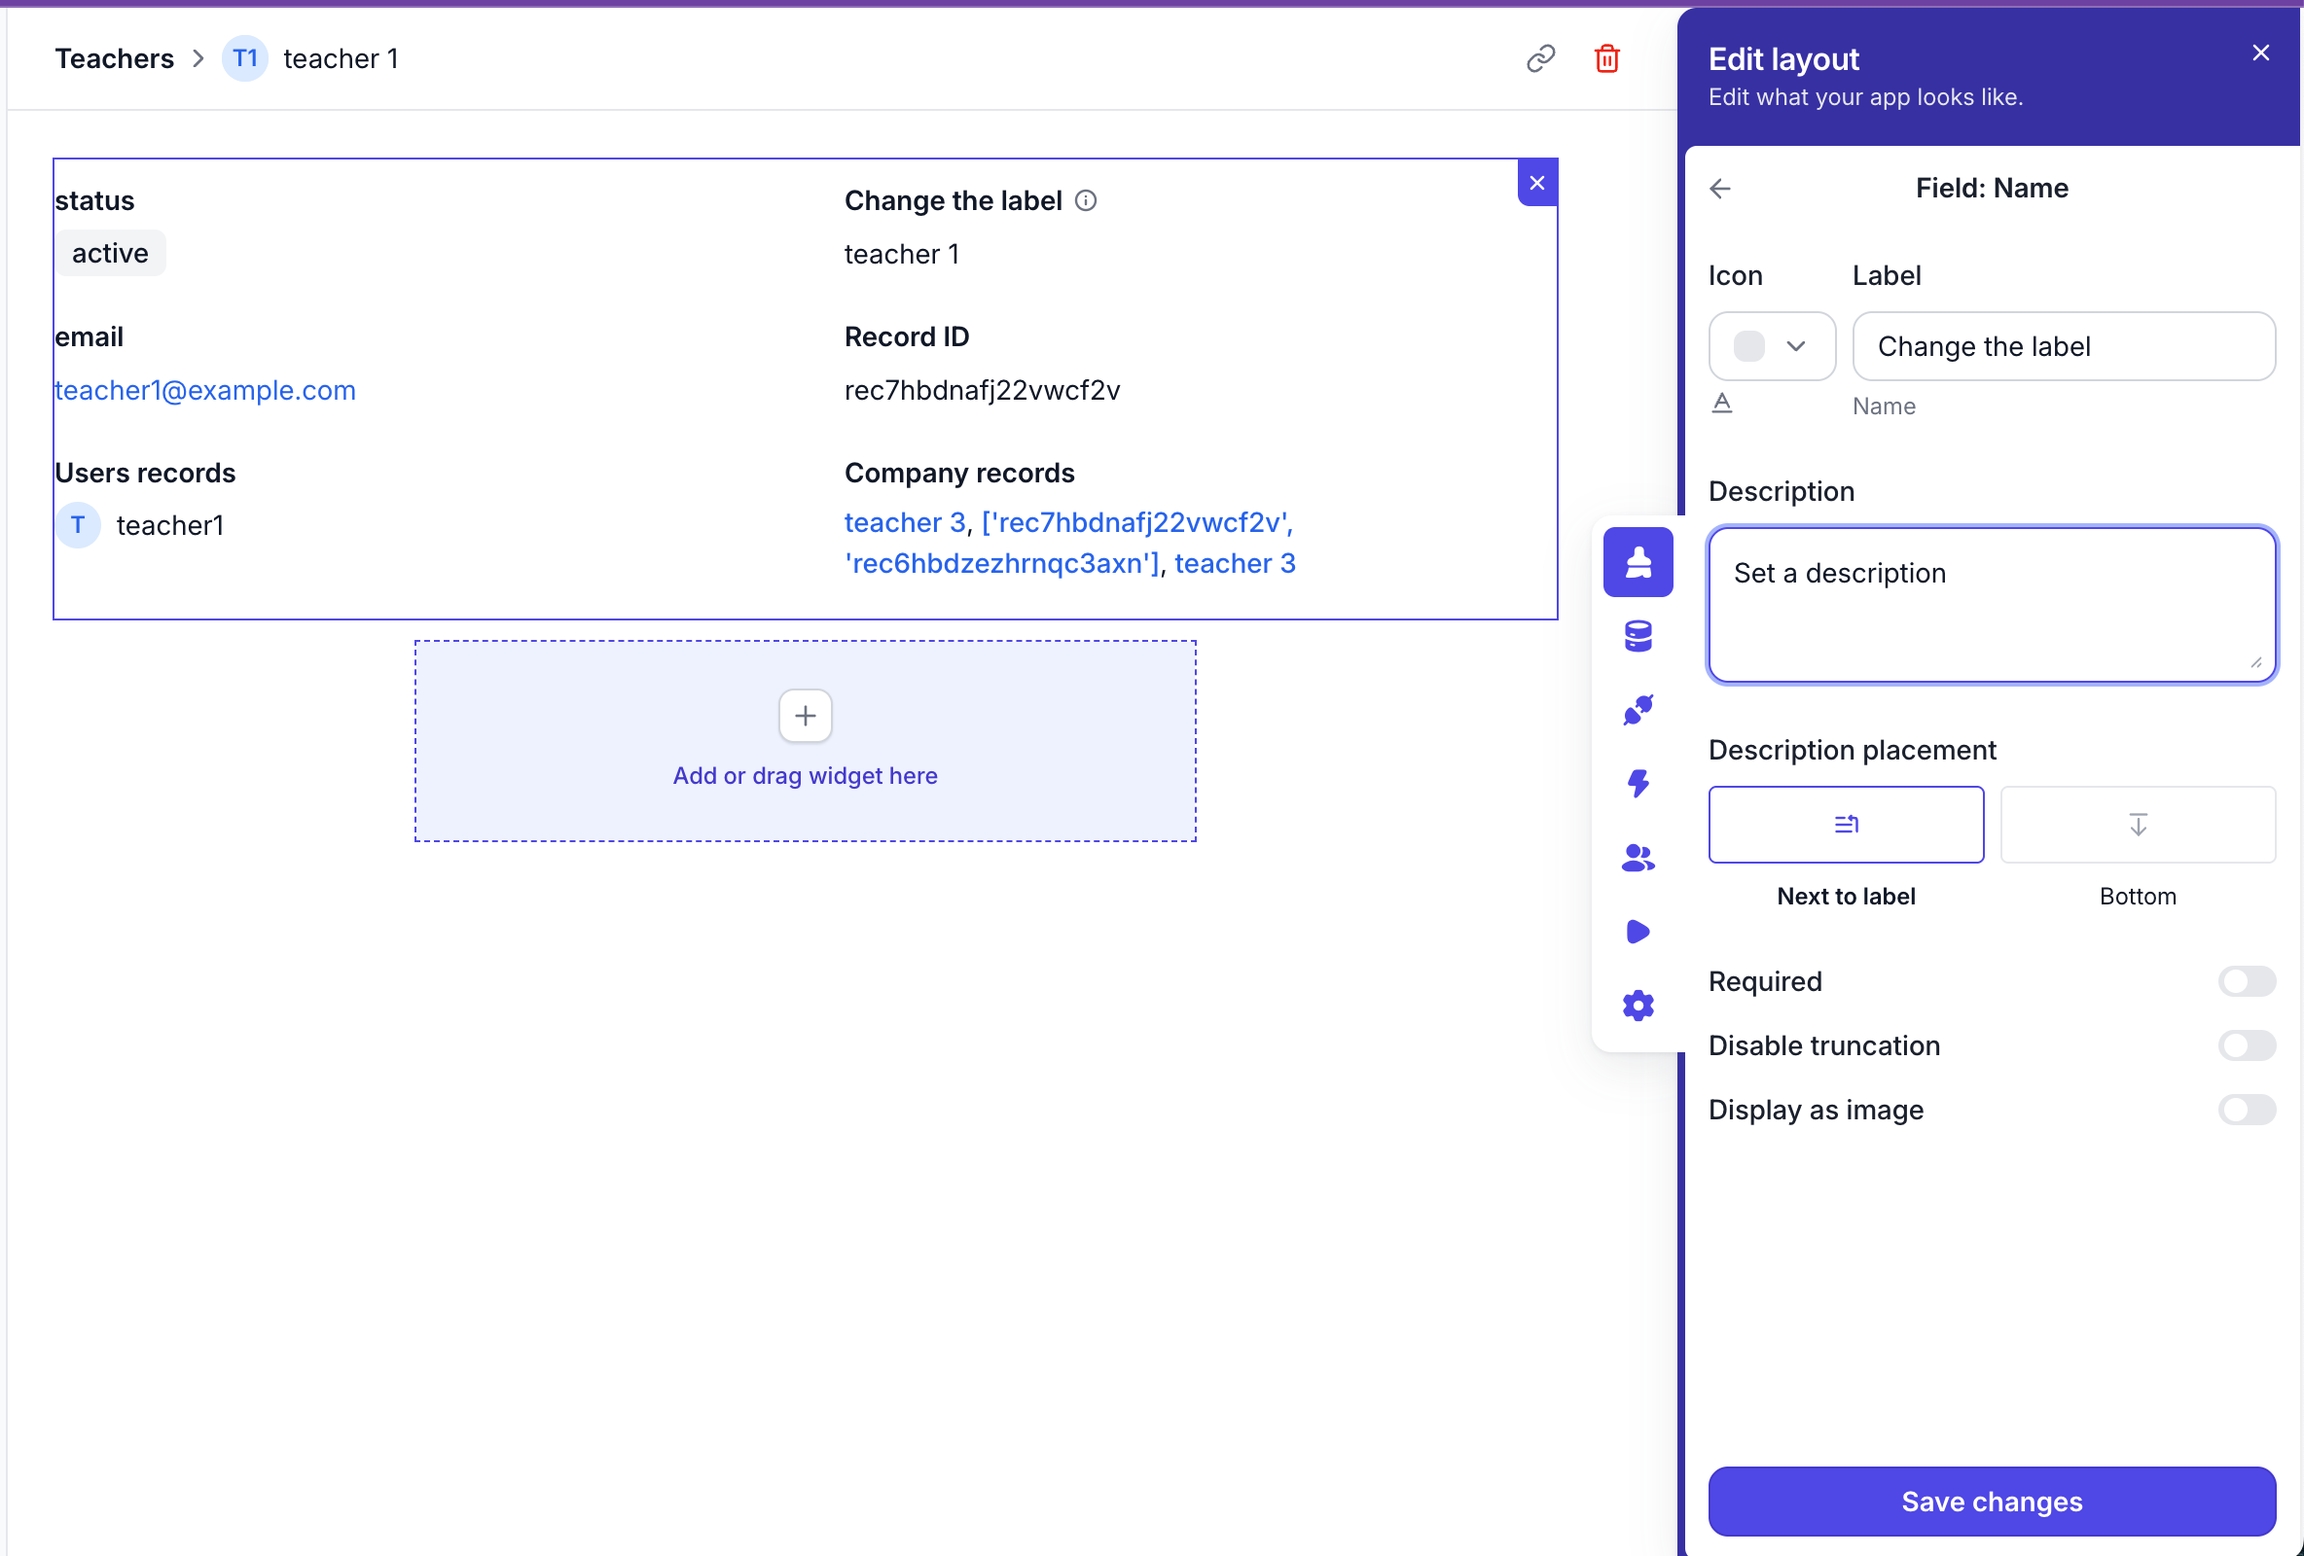 Teachers
T1
teacher 1
status
active
Change the label
teacher 1
email
teacher1@example.com
Record ID
rec7hbdnafj22vwcf2v
Users records
T
teacher1
Company records
teacher 3, ['rec7hbdnafj22vwcf2v',
'rec6hbdzezhrnqc3axn'], teacher 3
Add or drag widget here
Edit layout
Edit what your app looks like.
Field: Name
Icon
Label
Change the label
Name
Description
Set a description
Description placement
Next to label
Bottom
Required
Disable truncation
Display as image
Save changes